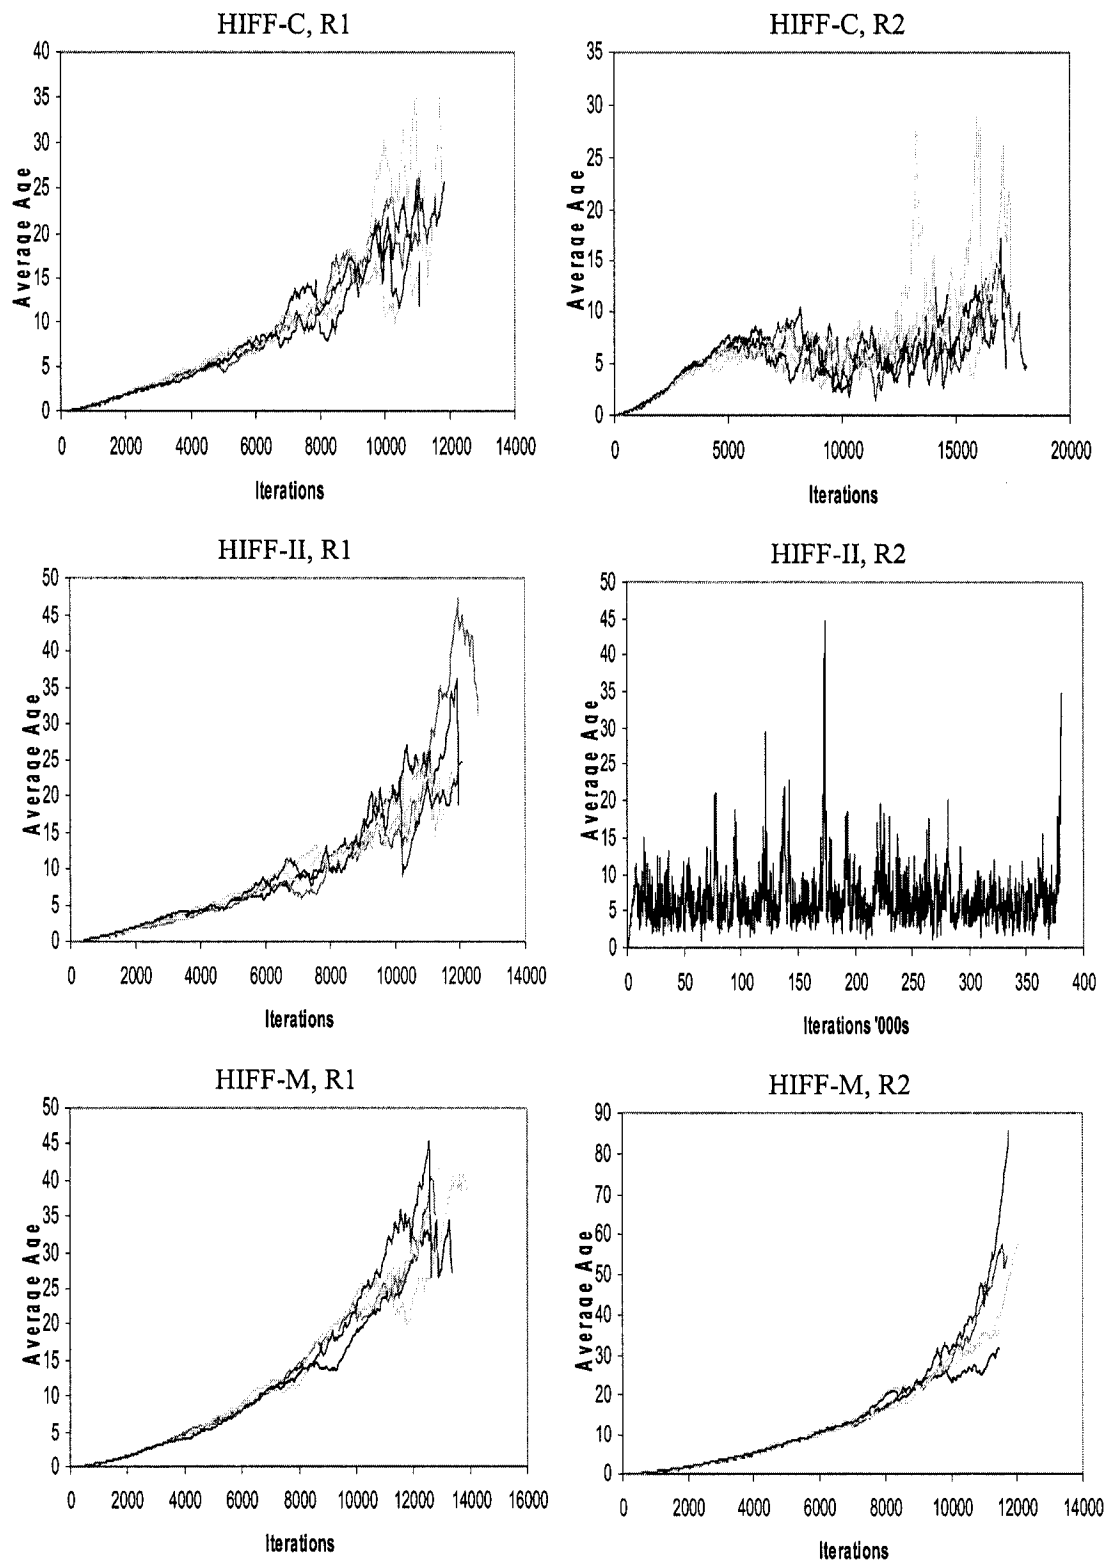 HIFF-C, R1
40
35
30
25
20
15
10
5
0
Average Age
0 2000 4000 6000 8000 10000 12000 14000
Iterations
HIFF-C, R2
35
30
25
20
15
10
5
0
Average Age
0 5000 10000 15000 20000
Iterations
HIFF-II, R1
50
45
40
35
30
25
20
15
10
5
0
Average Age
0 2000 4000 6000 8000 10000 12000 14000
Iterations
HIFF-II, R2
50
45
40
35
30
25
20
15
10
5
0
Average Age
0 50 100 150 200 250 300 350 400
Iterations '000s
HIFF-M, R1
50
45
40
35
30
25
20
15
10
5
0
Average Age
0 2000 4000 6000 8000 10000 12000 14000 16000
Iterations
HIFF-M, R2
90
80
70
60
50
40
30
20
10
0
Average Age
0 2000 4000 6000 8000 10000 12000 14000
Iterations